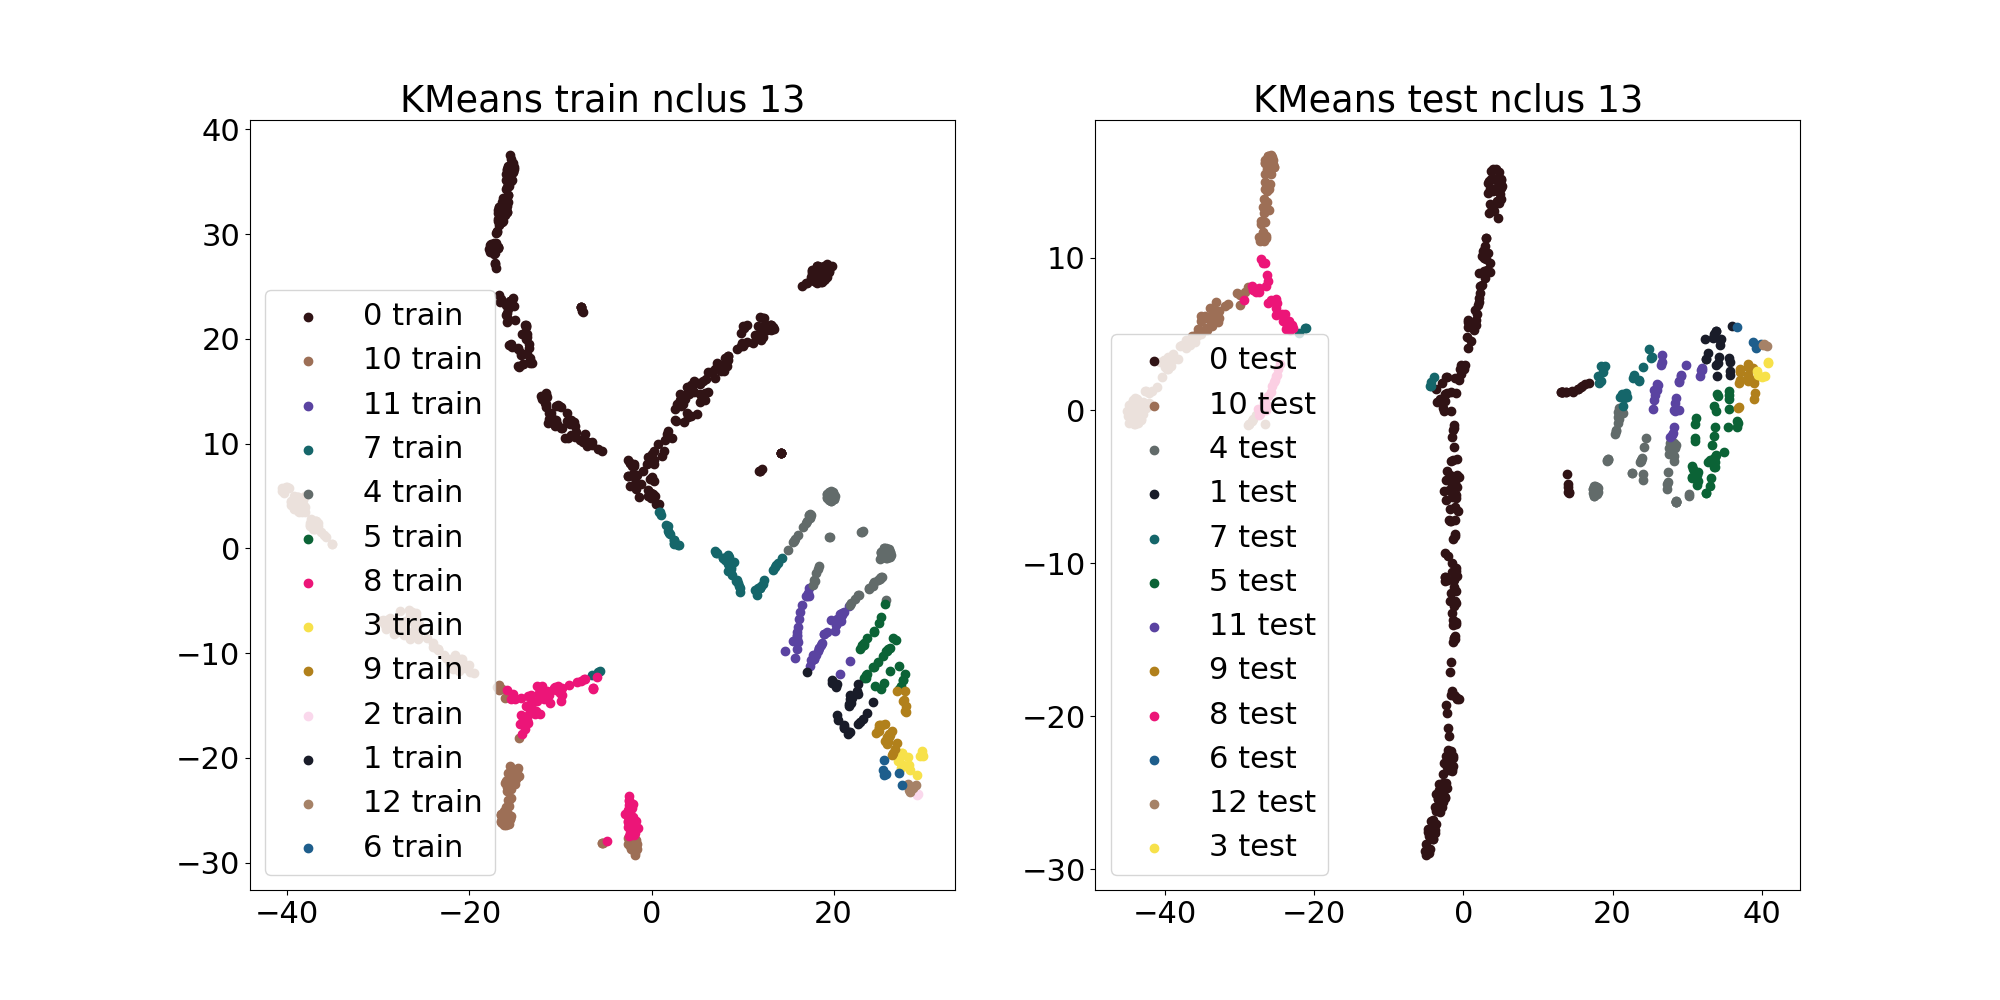 KMeans train nclus 13
40
30
20
10
0
−10
−20
−30
−40
−20
0
20
0 train
10 train
11 train
7 train
4 train
5 train
8 train
3 train
9 train
2 train
1 train
12 train
6 train
KMeans test nclus 13
10
0
−10
−20
−30
−40
−20
0
20
40
0 test
10 test
4 test
1 test
7 test
5 test
11 test
9 test
8 test
6 test
12 test
3 test